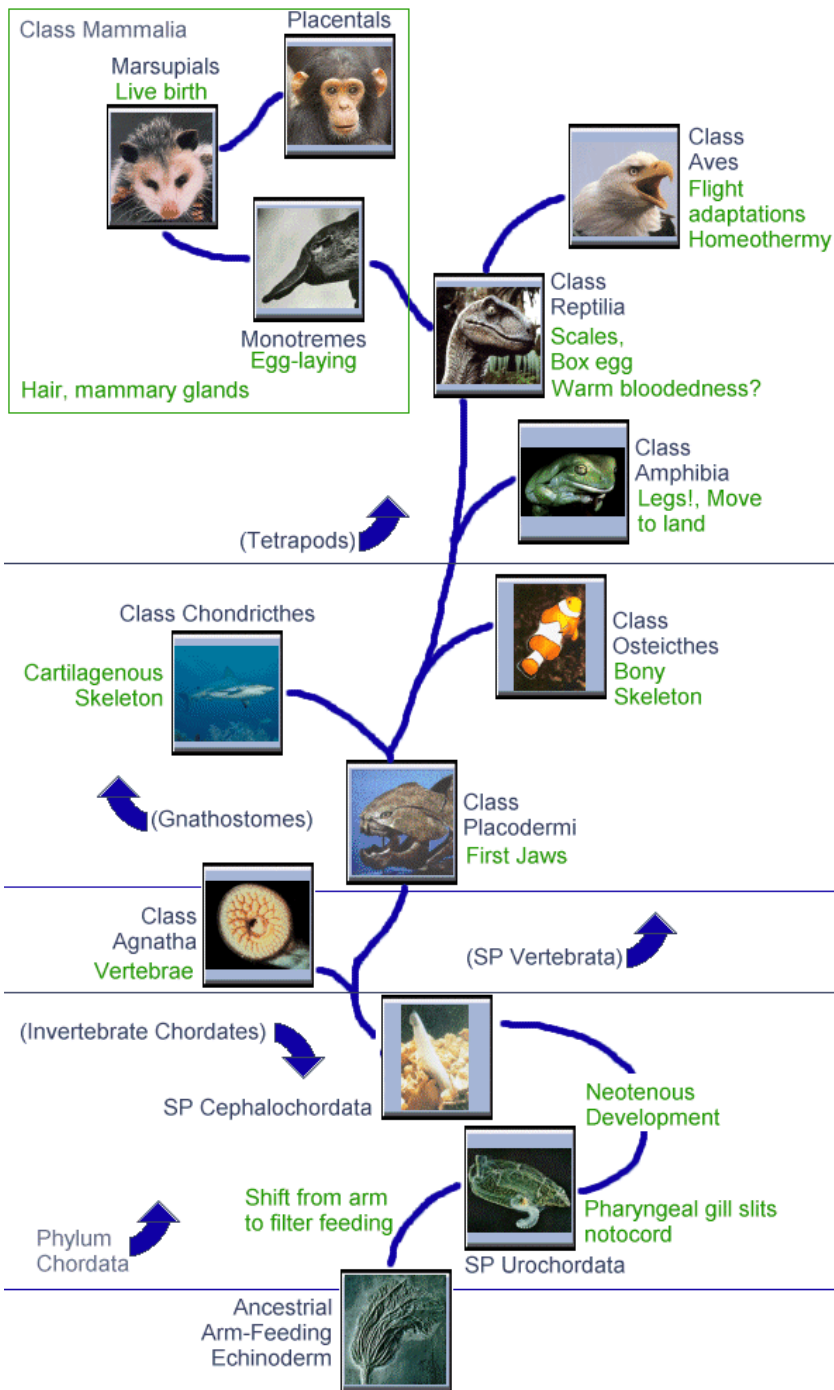 Class Mammalia
Placentals
Marsupials
Live birth
Class
Aves
Flight
adaptations
Homeothermy
Class
Reptilia
Scales,
Box egg
Warm bloodedness?
Monotremes
Egg-laying
Hair, mammary glands
Class
Amphibia
Legs!, Move
to land
(Tetrapods)
Class Chondricthes
Cartilagenous
Skeleton
Class
Osteicthes
Bony
Skeleton
(Gnathostomes)
Class
Placodermi
First Jaws
Class
Agnatha
Vertebrae
(SP Vertebrata)
(Invertebrate Chordates)
SP Cephalochordata
Neotenous
Development
Shift from arm
to filter feeding
Pharyngeal gill slits
notocord
Phylum
Chordata
SP Urochordata
Ancestrial
Arm-Feeding
Echinoderm